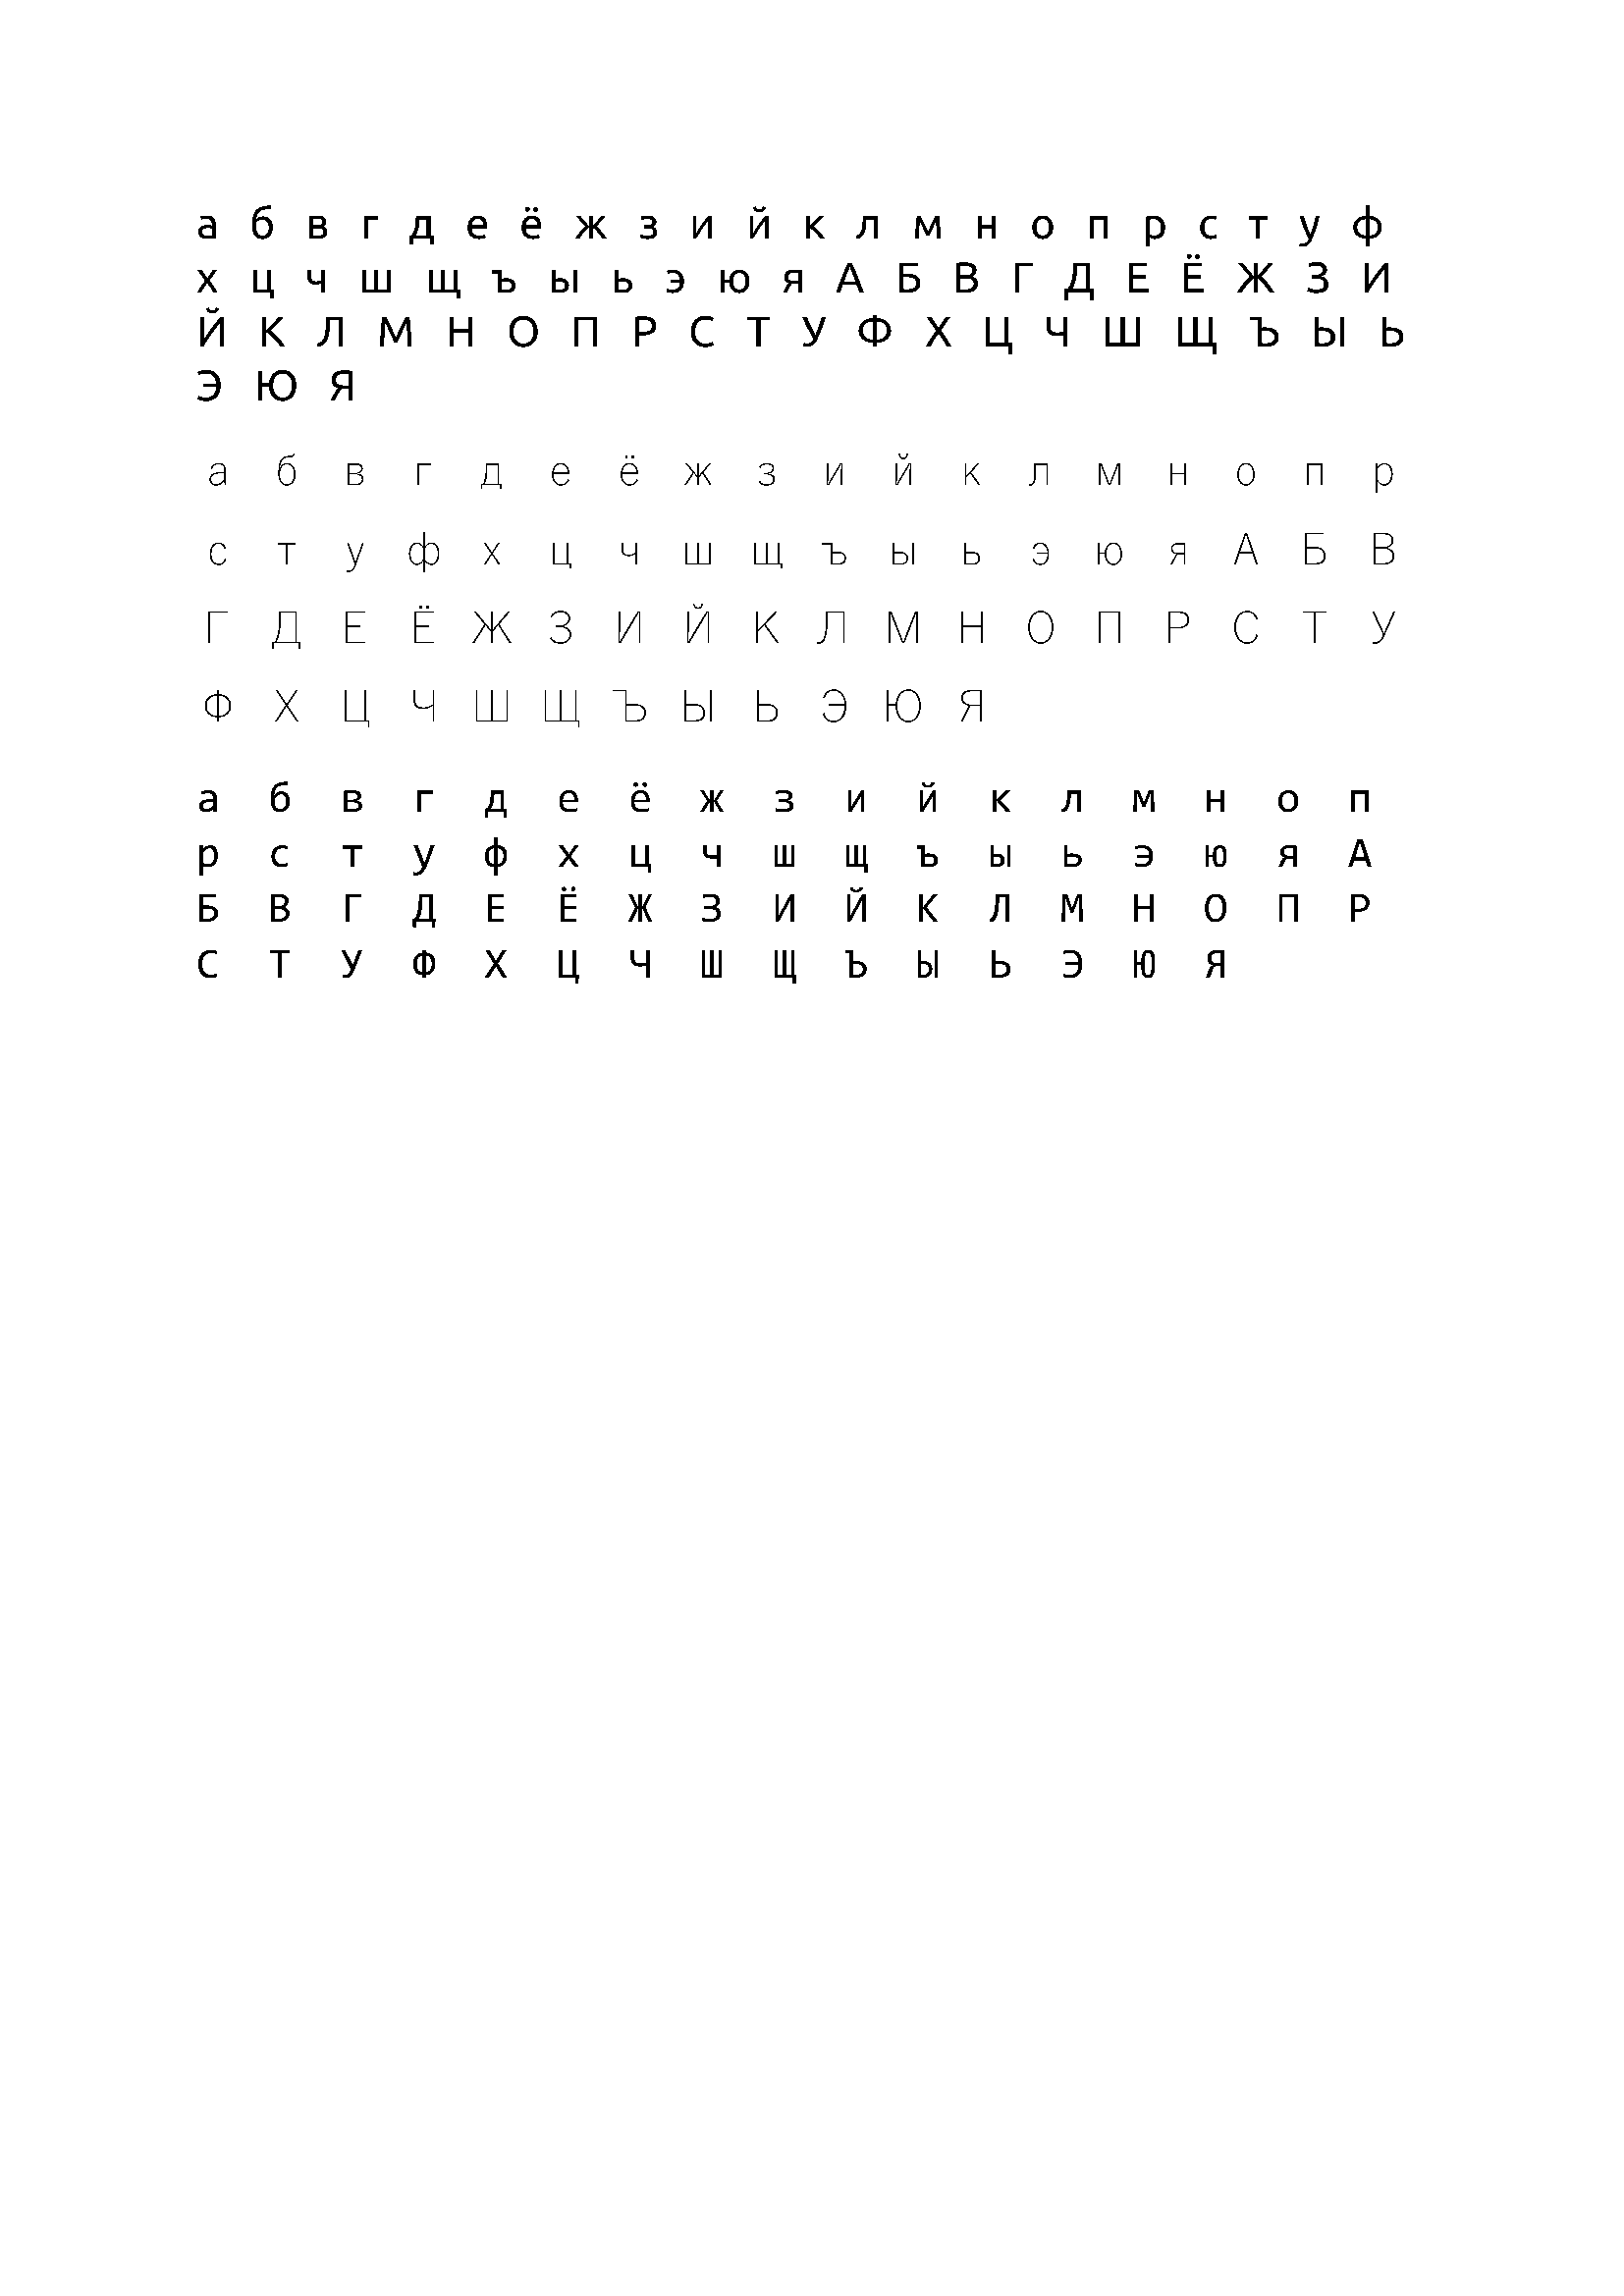 а б в г д е ё ж з и й к л м н о п р с т у ф
х ц ч ш щ ъ ы ь э ю я А Б В Г Д Е Ё Ж З И
Й К Л М Н О П Р С Т У Ф Х Ц Ч Ш Щ Ъ Ы Ь
Э Ю Я
а б в г д е ё ж з и й к л м н о п р
с т у ф х ц ч ш щ ъ ы ь э ю я А Б В
Г Д Е Ё Ж З И Й К Л М Н О П Р С Т У
Ф Х Ц Ч Ш Щ Ъ Ы Ь Э Ю Я
а б в г д е ё ж з и й к л м н о п
р с т у ф х ц ч ш щ ъ ы ь э ю я А
Б В Г Д Е Ё Ж З И Й К Л М Н О П Р
С Т У Ф Х Ц Ч Ш Щ Ъ Ы Ь Э Ю Я